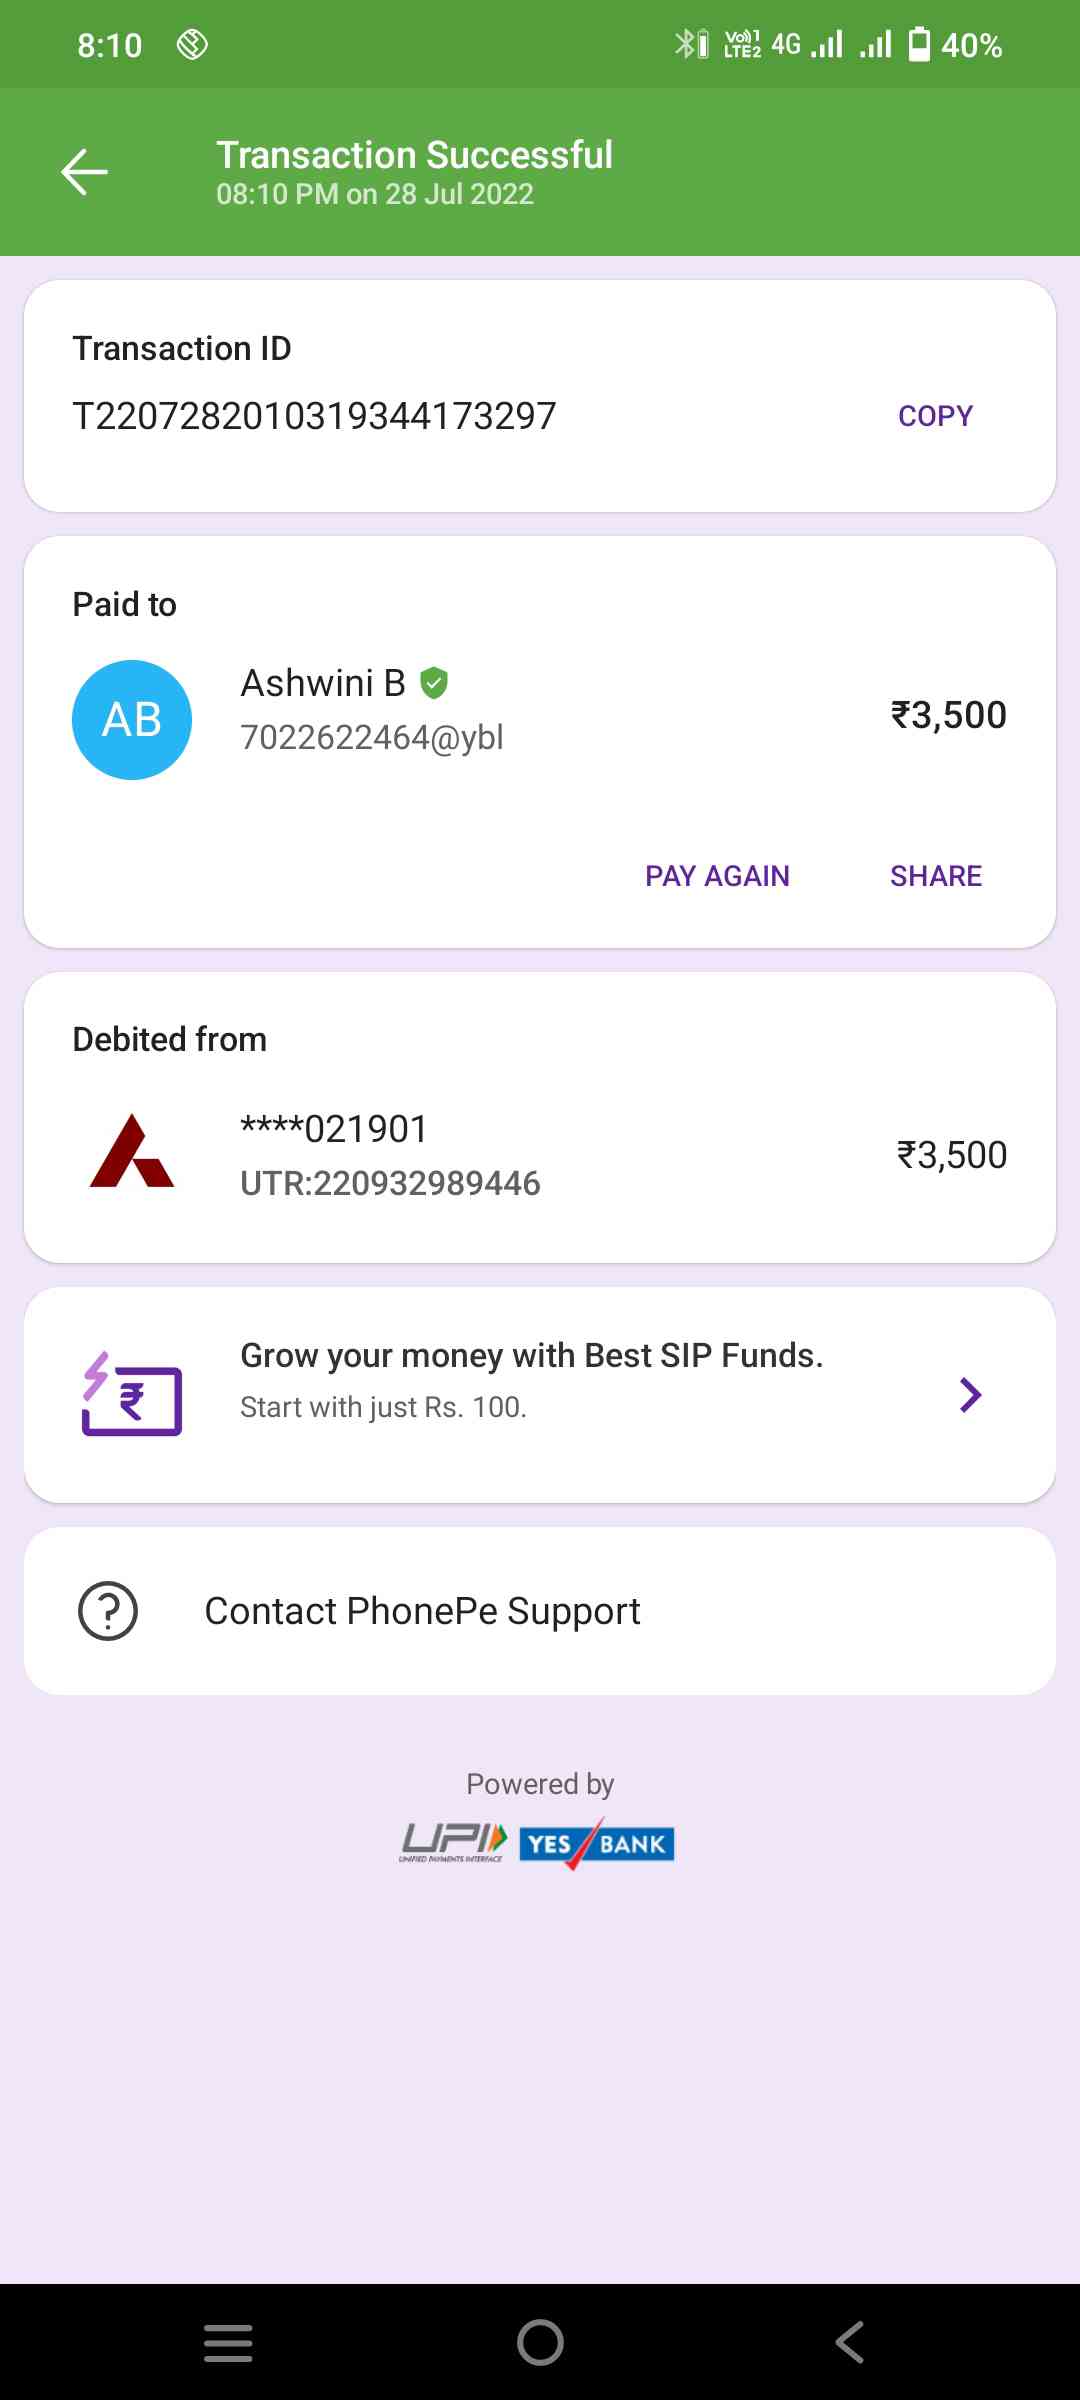 8:10
Vo)) 1
LTE2
4G
40%
Transaction Successful
08:10 PM on 28 Jul 2022
Transaction ID
T2207282010319344173297
COPY
Paid to
AB
Ashwini B
7022622464@ybl
₹3,500
PAY AGAIN
SHARE
Debited from
****021901
UTR:220932989446
₹3,500
₹
Grow your money with Best SIP Funds.
Start with just Rs. 100.
Contact PhonePe Support
Powered by
UPI
UNIFIED PAYMENTS INTERFACE
YES BANK